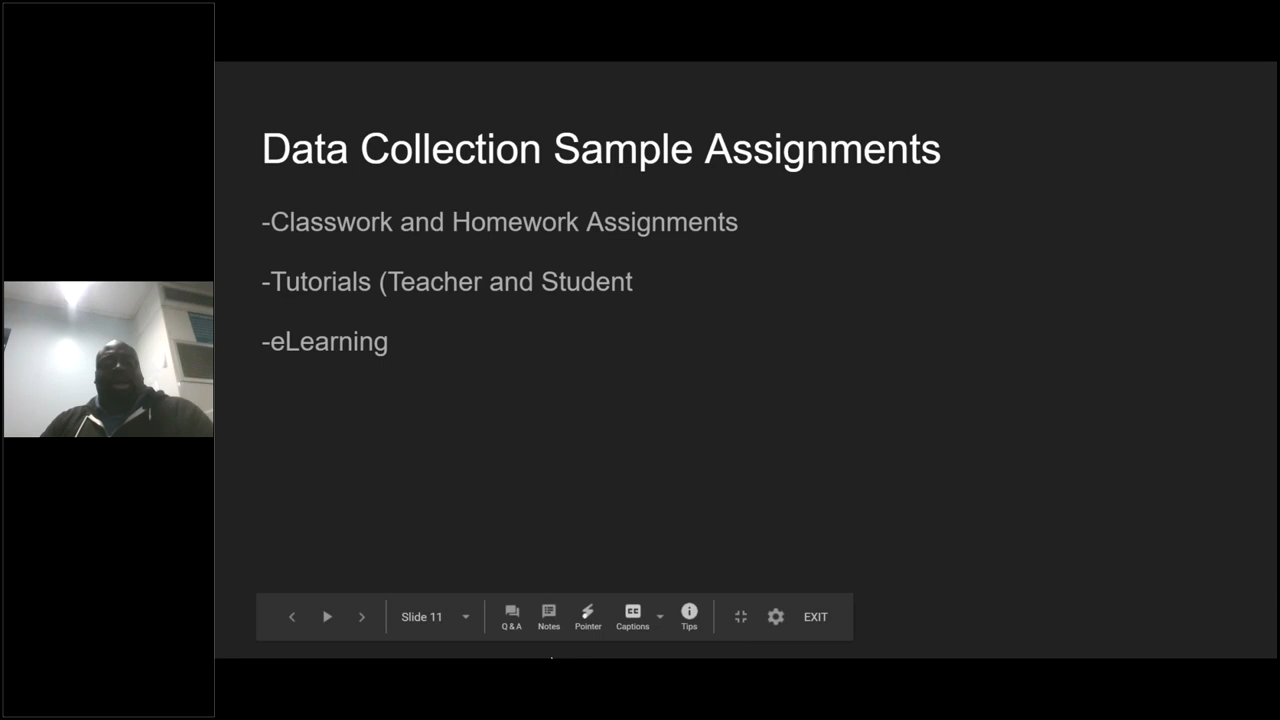 Data Collection Sample Assignments
-Classwork and Homework Assignments
-Tutorials (Teacher and Student
-eLearning
Slide 11
Q & A
Notes
Pointer
CC
Captions
Tips
EXIT